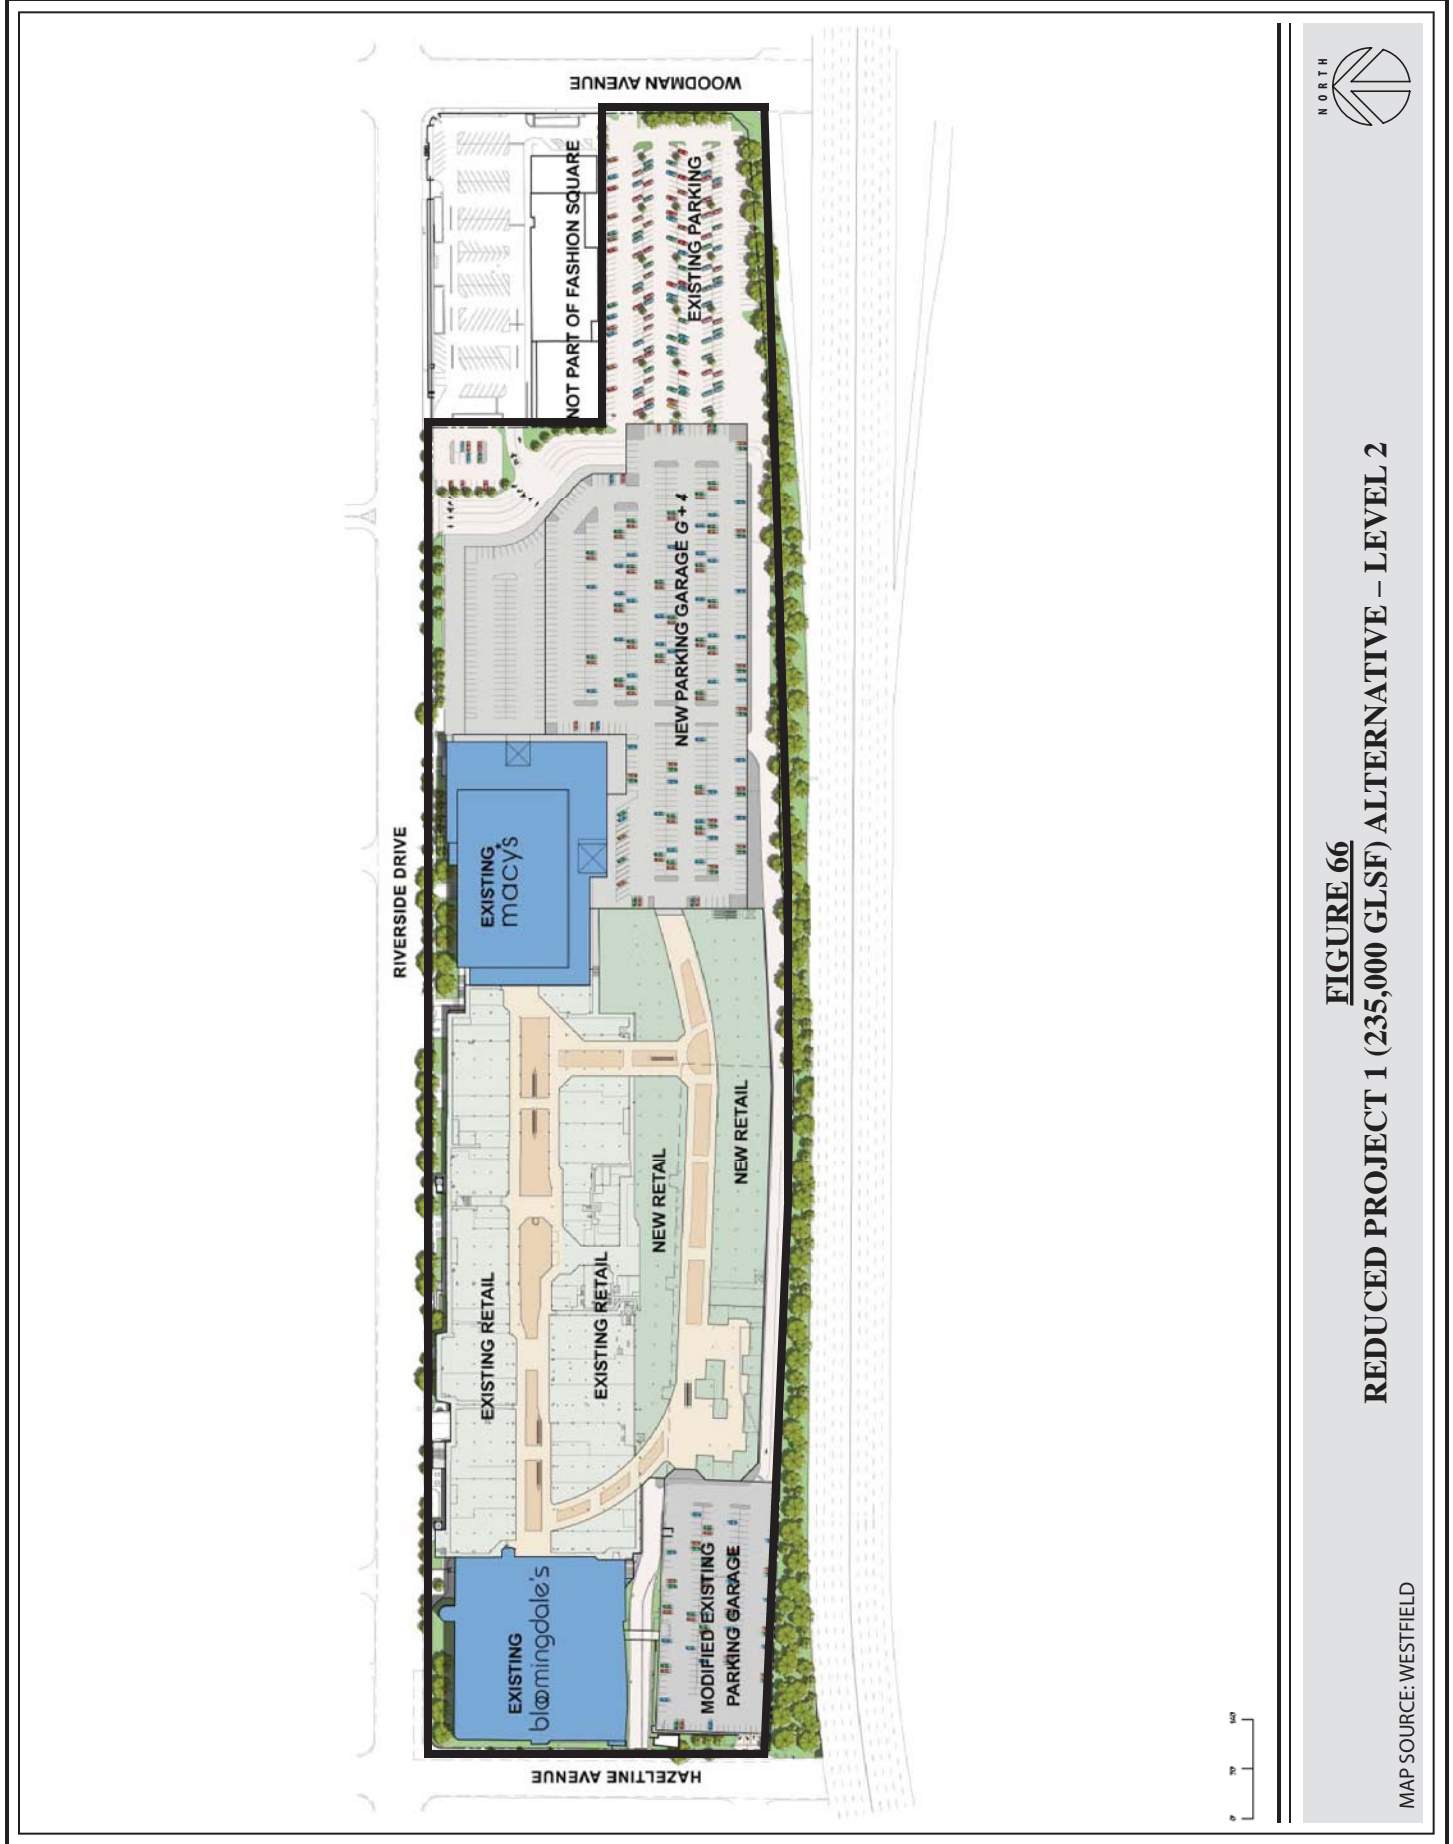 RIVERSIDE DRIVE
HAZELTINE AVENUE
WOODMAN AVENUE
EXISTING
bloomingdale's
EXISTING RETAIL
EXISTING
macy's
NOT PART OF FASHION SQUARE
EXISTING RETAIL
NEW RETAIL
NEW RETAIL
MODIFIED EXISTING
PARKING GARAGE
NEW PARKING GARAGE G + 4
EXISTING PARKING
NORTH
FIGURE 66
REDUCED PROJECT 1 (235,000 GLSF) ALTERNATIVE – LEVEL 2
MAP SOURCE: WESTFIELD